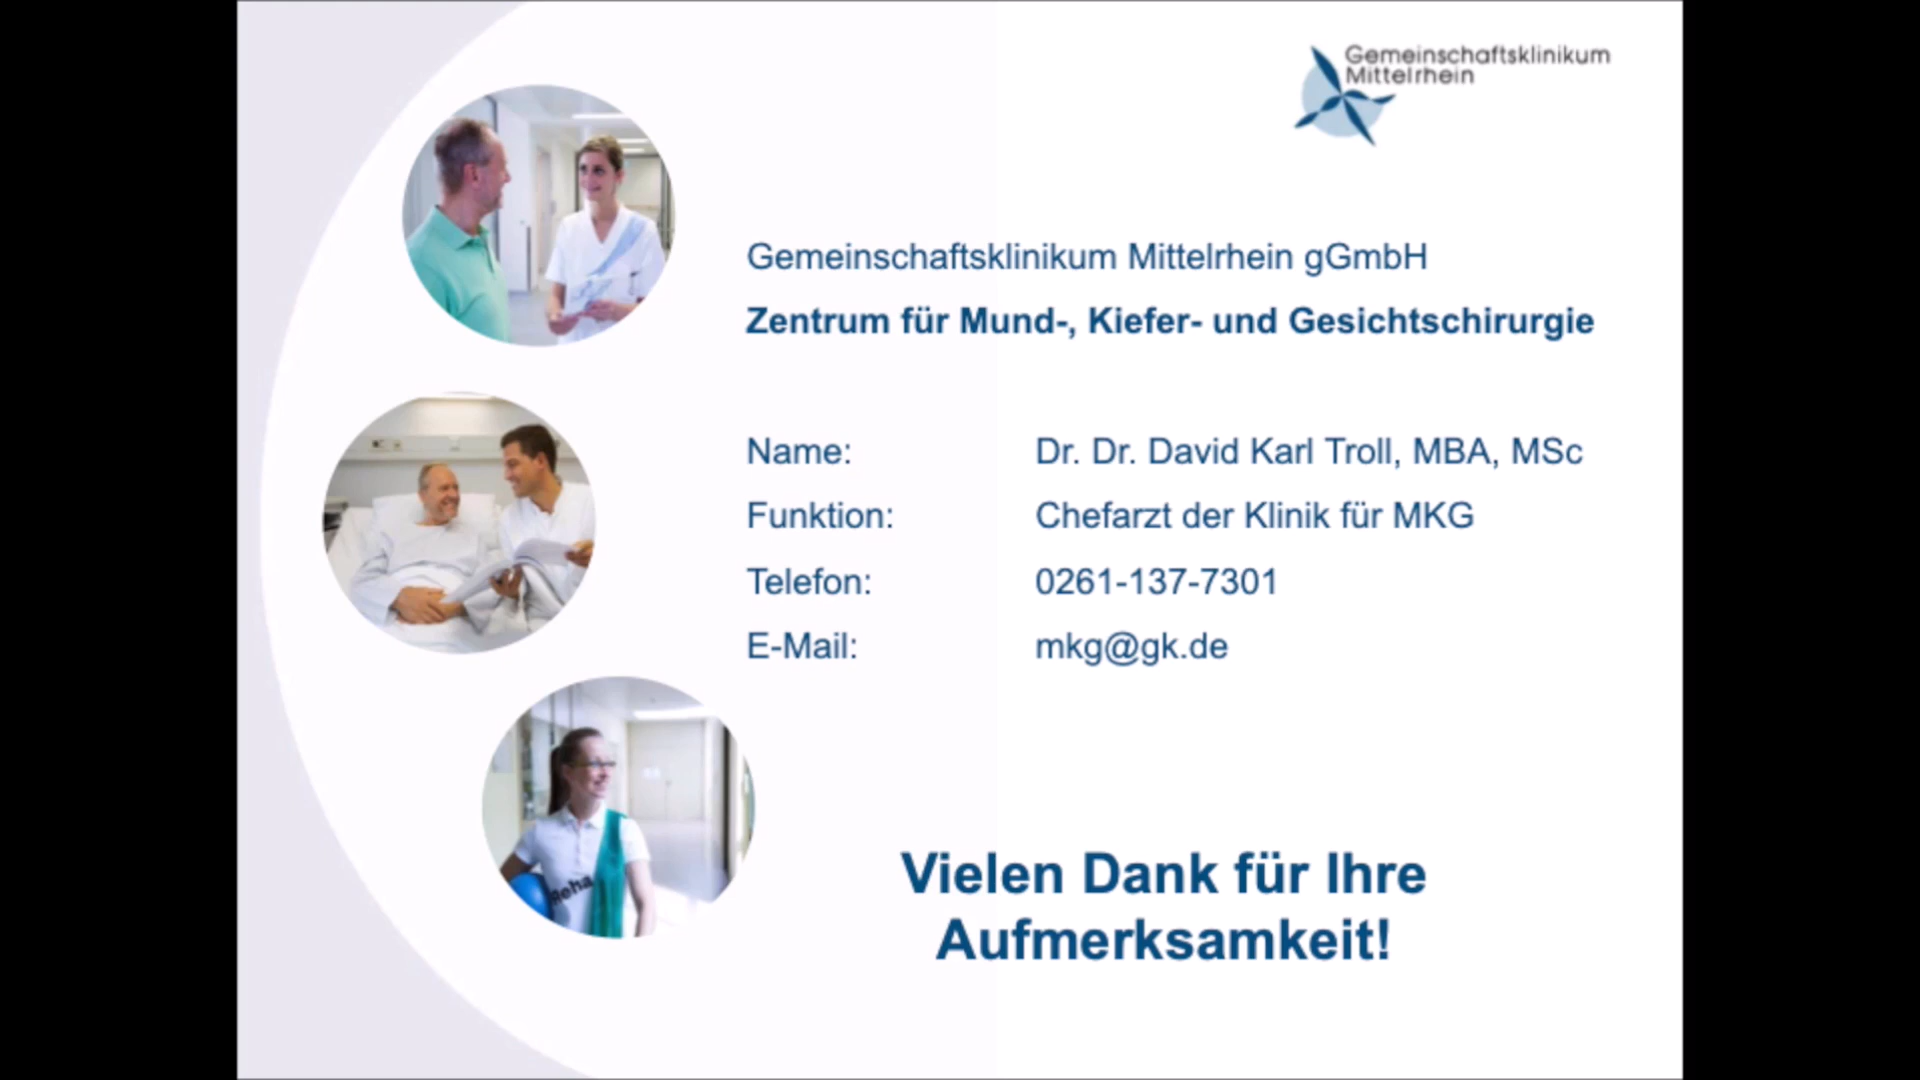 Gemeinschaftsklinikum
Mittelrhein
Gemeinschaftsklinikum Mittelrhein gGmbH
Zentrum für Mund-, Kiefer- und Gesichtschirurgie
Name: Dr. Dr. David Karl Troll, MBA, MSc
Funktion: Chefarzt der Klinik für MKG
Telefon: 0261-137-7301
E-Mail: mkg@gk.de
Reha
Vielen Dank für Ihre
Aufmerksamkeit!